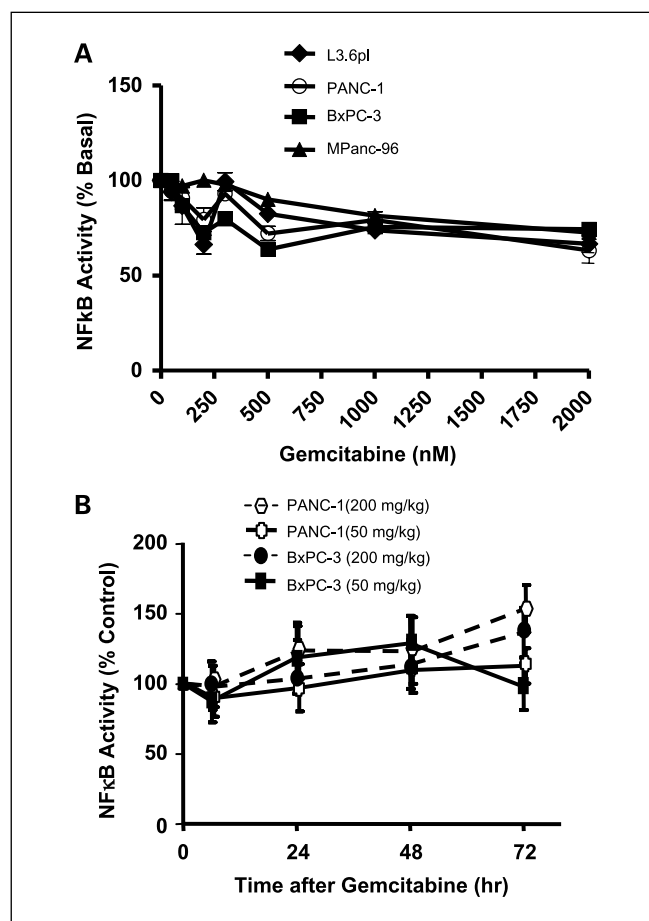 A
L3.6pl
PANC-1
BxPC-3
MPanc-96
NFkB Activity (% Basal)
150
100
50
0
0
250
500
750
1000
1250
1500
1750
2000
Gemcitabine (nM)
B
PANC-1(200 mg/kg)
PANC-1(50 mg/kg)
BxPC-3 (200 mg/kg)
BxPC-3 (50 mg/kg)
NFκB Activity (% Control)
200
150
100
50
0
0
24
48
72
Time after Gemcitabine (hr)